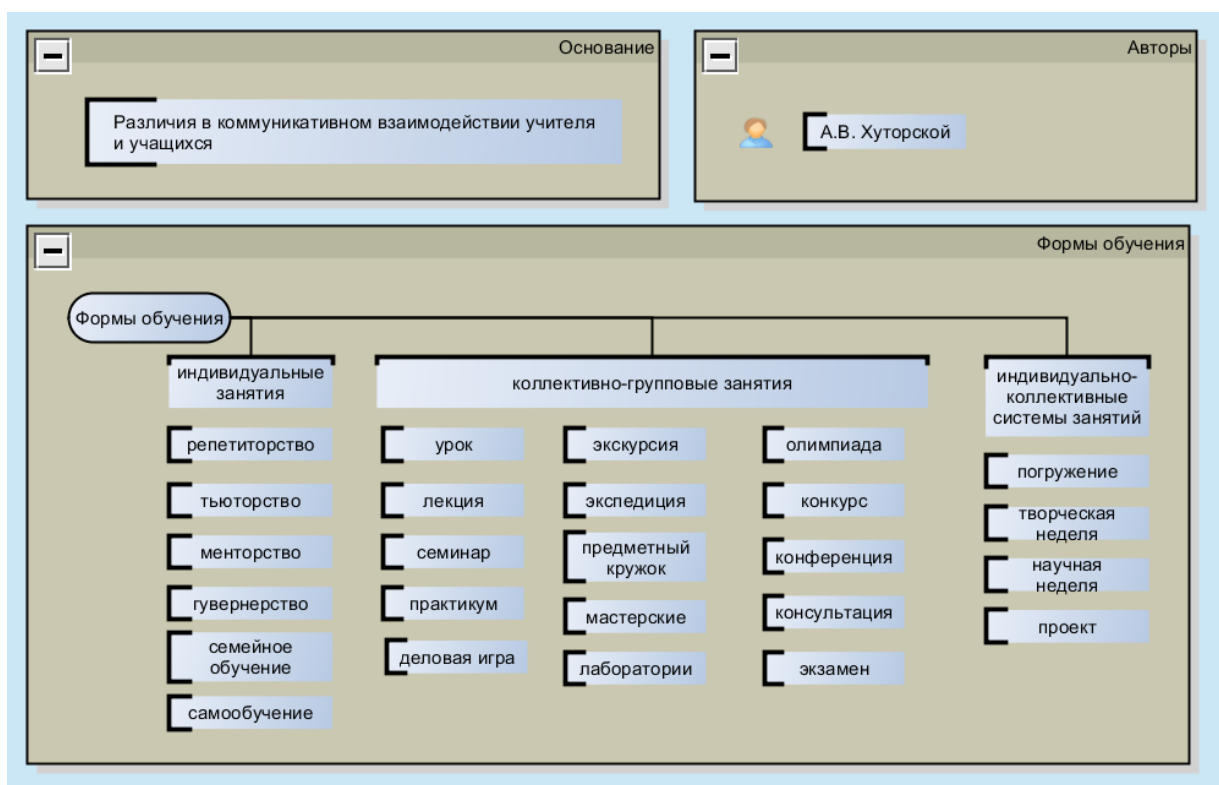 Основание
Различия в коммуникативном взаимодействии учителя
и учащихся
Авторы
А.В. Хуторской
Формы обучения
Формы обучения
индивидуальные
занятия
репетиторство
тьюторство
менторство
гувернерство
семейное
обучение
самообучение
коллективно-групповые занятия
урок
лекция
семинар
практикум
деловая игра
экскурсия
экспедиция
предметный
кружок
мастерские
лаборатории
олимпиада
конкурс
конференция
консультация
экзамен
индивидуально-
коллективные
системы занятий
погружение
творческая
неделя
научная
неделя
проект